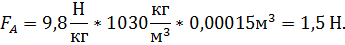 F_A = 9,8 Н/кг * 1030 кг/м³ * 0,00015м³ = 1,5 Н.